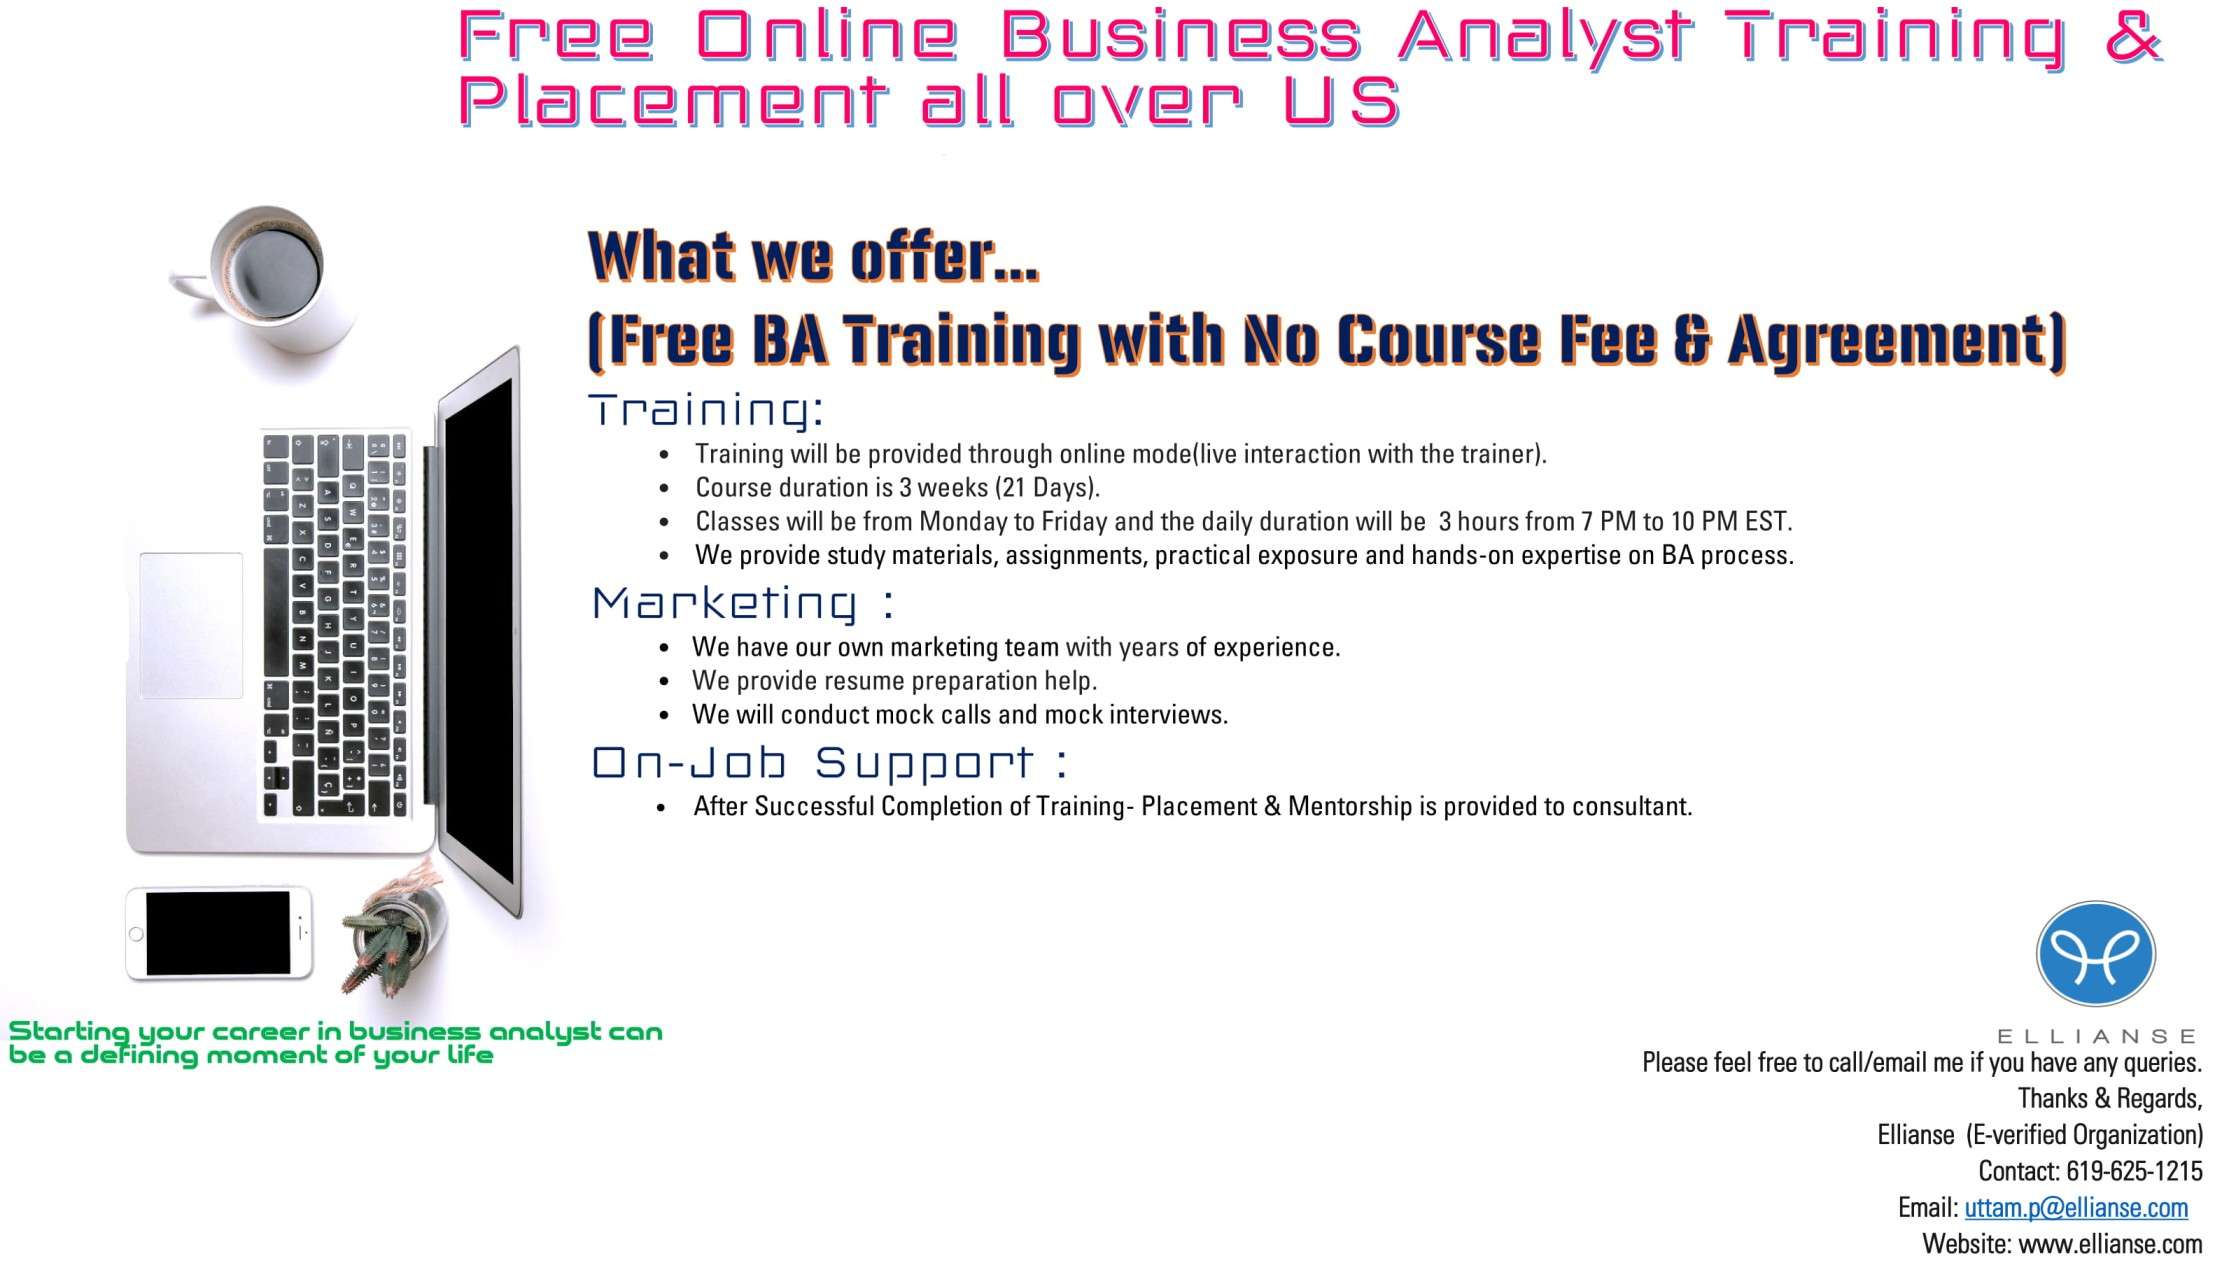 Free Online Business Analyst Training &
Placement all over US
What we offer...
(Free BA Training with No Course Fee & Agreement)
Training:
• Training will be provided through online mode(live interaction with the trainer).
• Course duration is 3 weeks (21 Days).
• Classes will be from Monday to Friday and the daily duration will be 3 hours from 7 PM to 10 PM EST.
• We provide study materials, assignments, practical exposure and hands-on expertise on BA process.
Marketing :
• We have our own marketing team with years of experience.
• We provide resume preparation help.
• We will conduct mock calls and mock interviews.
On-Job Support :
• After Successful Completion of Training- Placement & Mentorship is provided to consultant.
Starting your career in business analyst can
be a defining moment of your life
ELLIANSE
Please feel free to call/email me if you have any queries.
Thanks & Regards,
Ellianse (E-verified Organization)
Contact: 619-625-1215
Email: uttam.p@ellianse.com
Website: www.ellianse.com